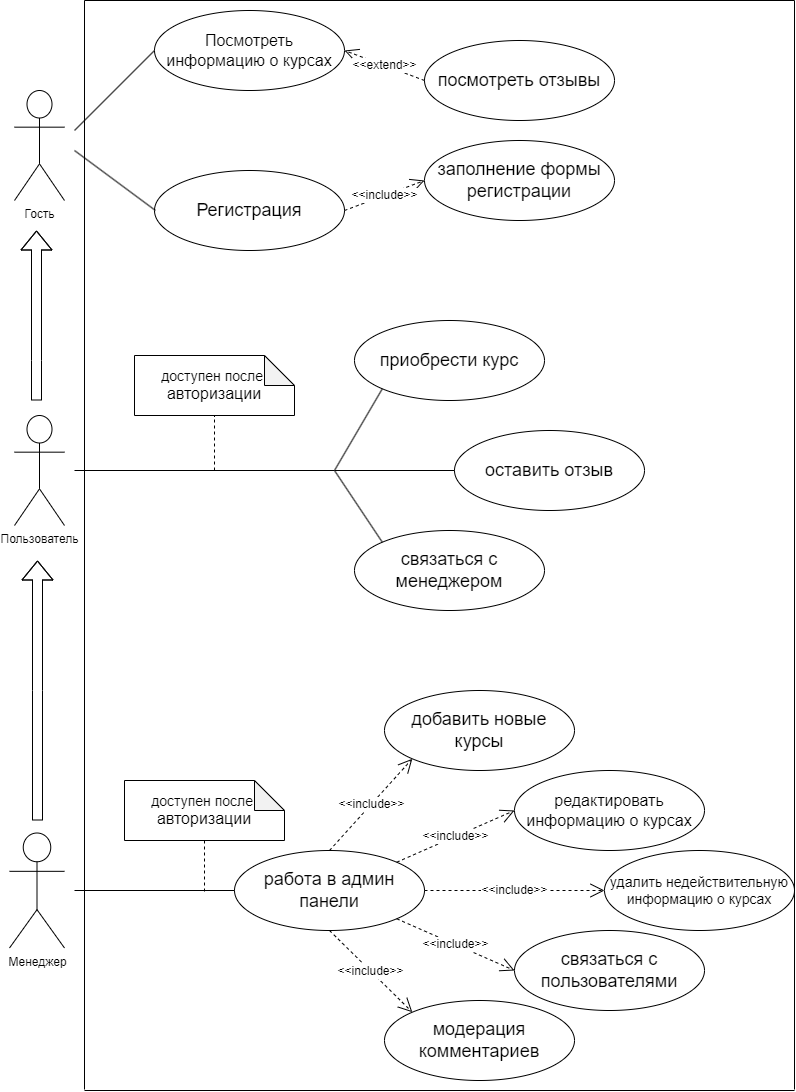 Посмотреть
информацию о курсах
<<extend>>
посмотреть отзывы
Гость
Регистрация
<<include>>
заполнение формы
регистрации
доступен после
авторизации
приобрести курс
оставить отзыв
Пользователь
связаться с
менеджером
добавить новые
курсы
доступен после
авторизации
<<include>>
редактировать
информацию о курсах
<<include>>
работа в админ
панели
<<include>>
удалить недействительную
информацию о курсах
<<include>>
связаться с
пользователями
Менеджер
<<include>>
модерация
комментариев